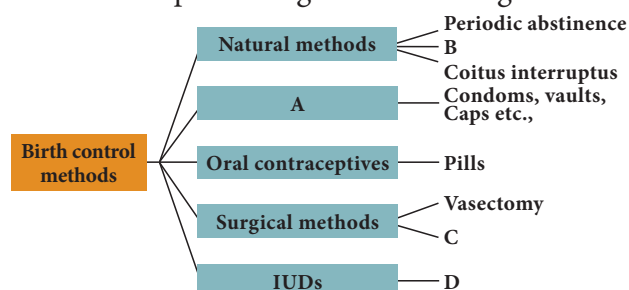 Periodic abstinence
Natural methods
B
Coitus interruptus
A
Condoms, vaults,
Caps etc.,
Birth control
methods
Oral contraceptives
Pills
Vasectomy
Surgical methods
C
IUDs
D